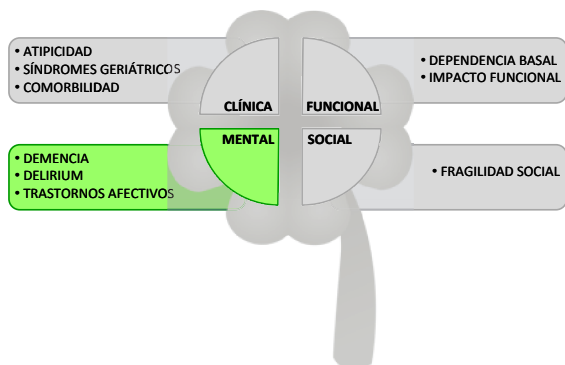 • ATIPICIDAD
• SÍNDROMES GERIÁTRICOS
• COMORBILIDAD
• DEPENDENCIA BASAL
• IMPACTO FUNCIONAL
CLÍNICA
FUNCIONAL
MENTAL
SOCIAL
• DEMENCIA
• DELIRIUM
• TRASTORNOS AFECTIVOS
• FRAGILIDAD SOCIAL